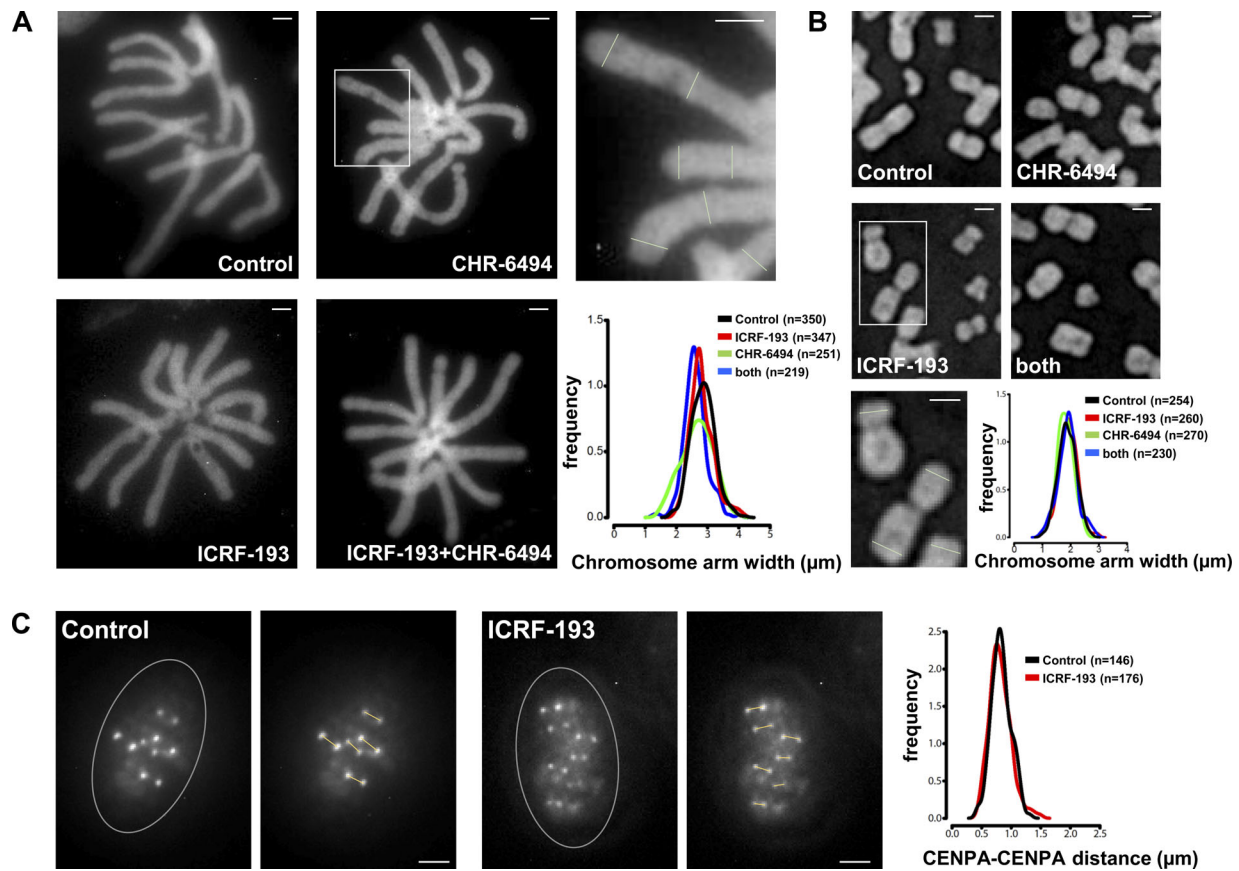 A
Control
CHR-6494
ICRF-193
ICRF-193+CHR-6494
frequency
1.5
1.0
0.5
0.0
0 1 2 3 4 5
Chromosome arm width (µm)
Control (n=350)
ICRF-193 (n=347)
CHR-6494 (n=251)
both (n=219)
B
Control
CHR-6494
ICRF-193
both
frequency
1.5
1.0
0.5
0.0
0 1 2 3 4
Chromosome arm width (µm)
Control (n=254)
ICRF-193 (n=260)
CHR-6494 (n=270)
both (n=230)
C
Control
ICRF-193
frequency
2.5
2.0
1.5
1.0
0.5
0.0
0.0 0.5 1.0 1.5 2.0 2.5
CENPA-CENPA distance (µm)
Control (n=146)
ICRF-193 (n=176)